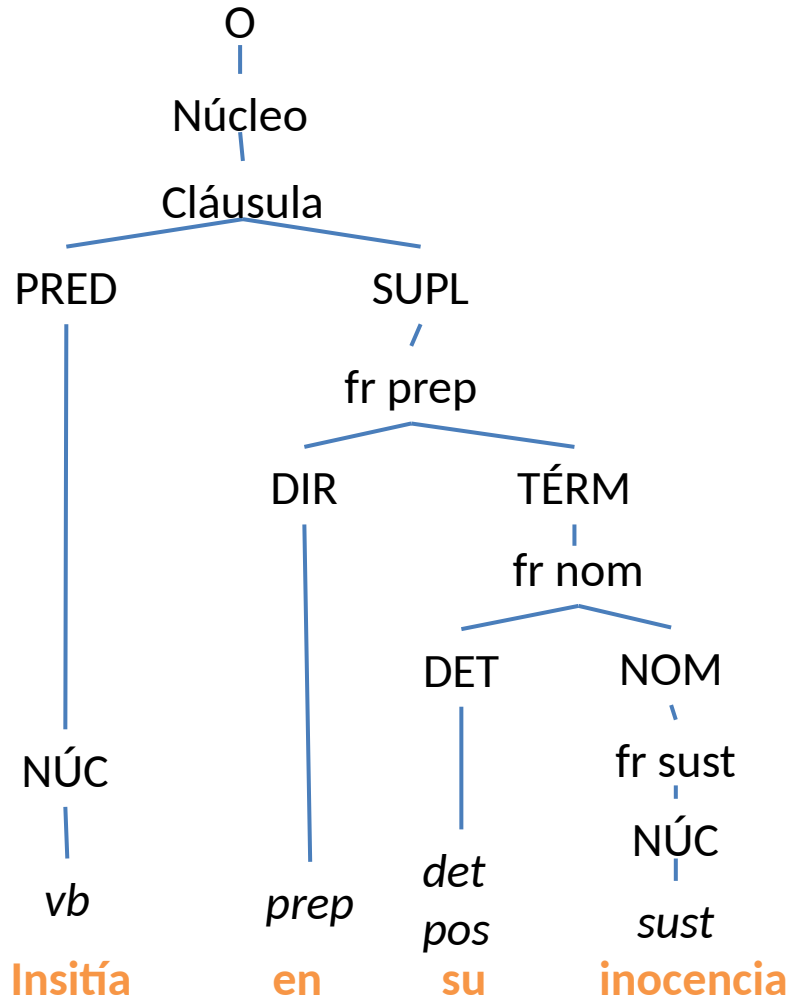 O
Núcleo
Cláusula
PRED SUPL
fr prep
DIR TÉRM
fr nom
DET NOM
NÚC fr sust
NÚC
vb prep det pos sust
Insitía en su inocencia